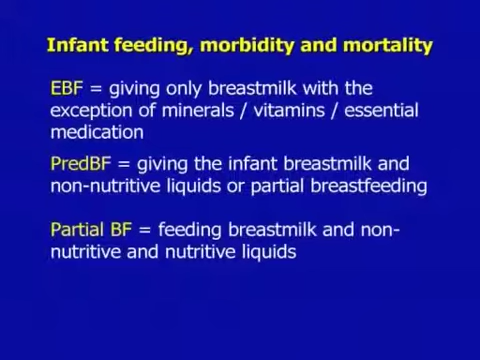 Infant feeding, morbidity and mortality
EBF = giving only breastmilk with the
exception of minerals / vitamins / essential
medication
PredBF = giving the infant breastmilk and
non-nutritive liquids or partial breastfeeding
Partial BF = feeding breastmilk and non-
nutritive and nutritive liquids